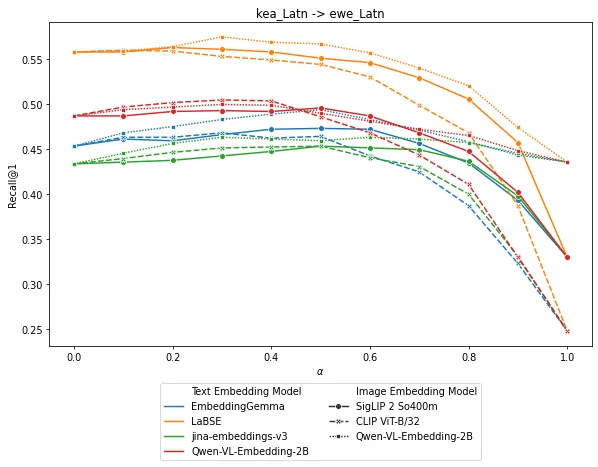 kea_Latn -> ewe_Latn
Recall@1
0.55
0.50
0.45
0.40
0.35
0.30
0.25
0.0
0.2
0.4
0.6
0.8
1.0
α
Text Embedding Model
EmbeddingGemma
LaBSE
jina-embeddings-v3
Qwen-VL-Embedding-2B
Image Embedding Model
SigLIP 2 So400m
CLIP ViT-B/32
Qwen-VL-Embedding-2B